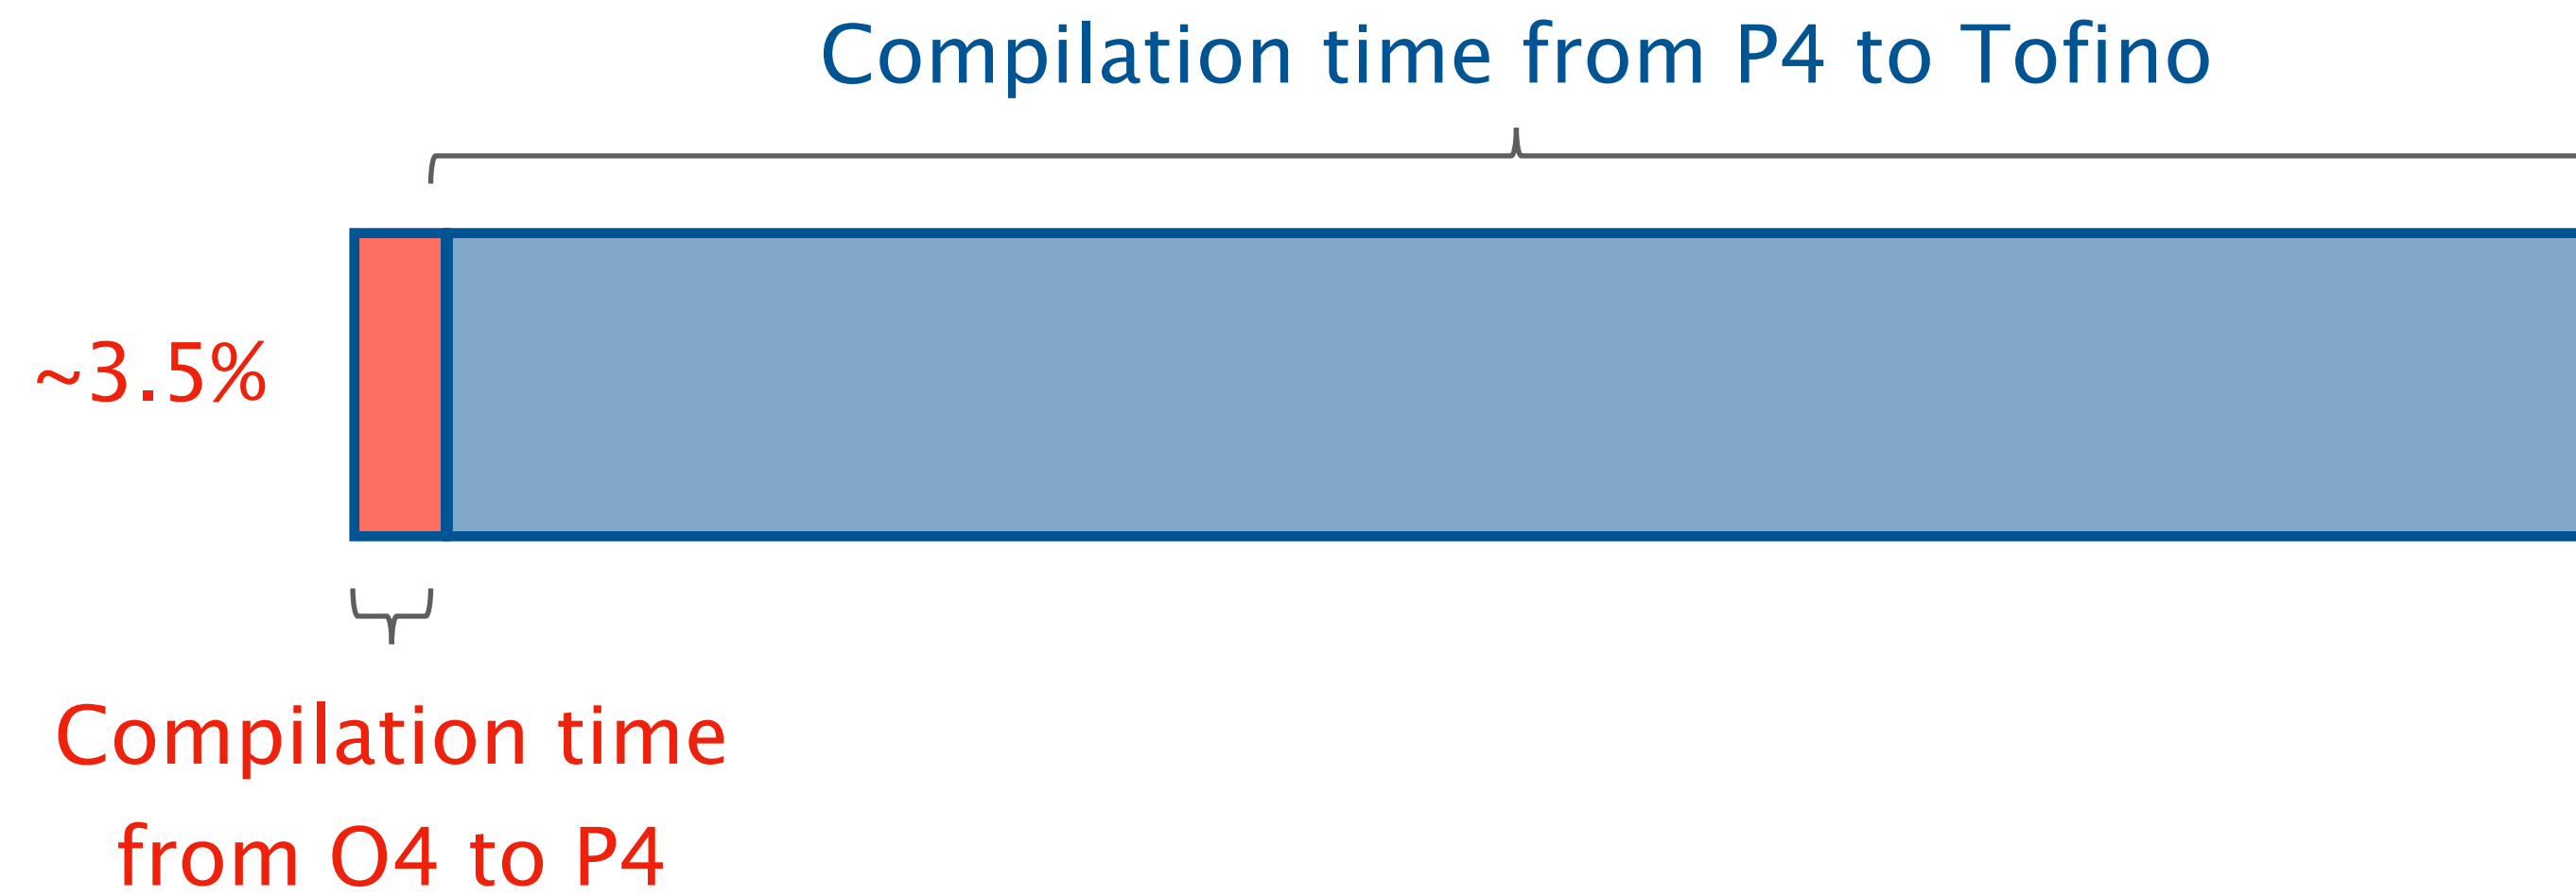 Compilation time from P4 to Tofino
~3.5%
Compilation time
from O4 to P4